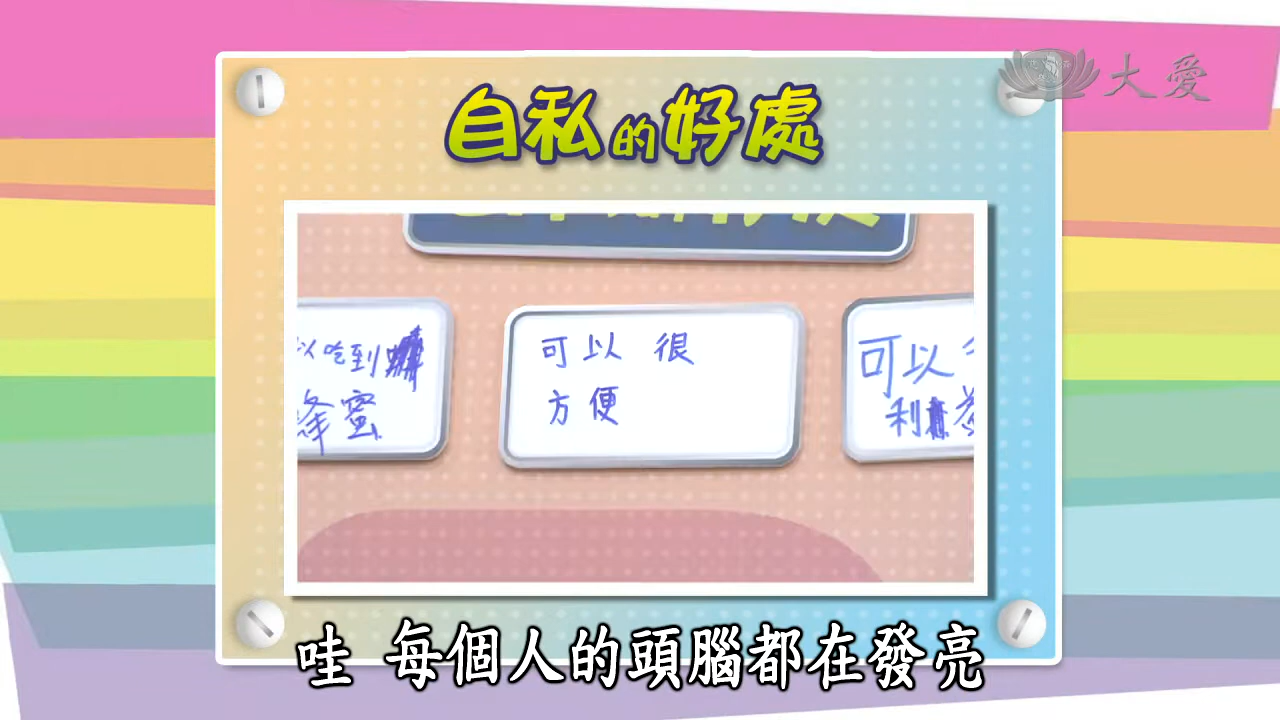 大愛
自私的好處
以吃到
蜂蜜
可以 很
方便
可以
利益
哇 每個人的頭腦都在發亮